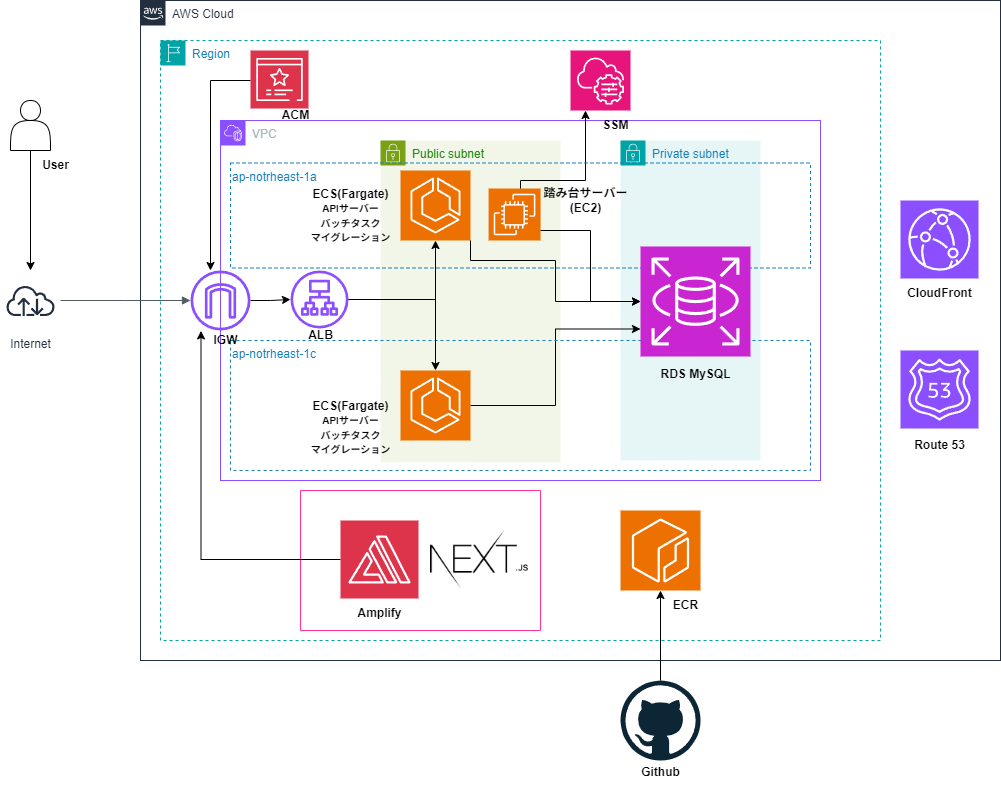 aws
AWS Cloud
Region
ACM
SSM
User
VPC
Public subnet
Private subnet
ap-notrheast-1a
ECS(Fargate)
APIサーバー
バッチタスク
マイグレーション
踏み台サーバー
(EC2)
CloudFront
Internet
IGW
ALB
ap-notrheast-1c
RDS MySQL
ECS(Fargate)
APIサーバー
バッチタスク
マイグレーション
53
Route 53
NEXT.JS
Amplify
ECR
Github